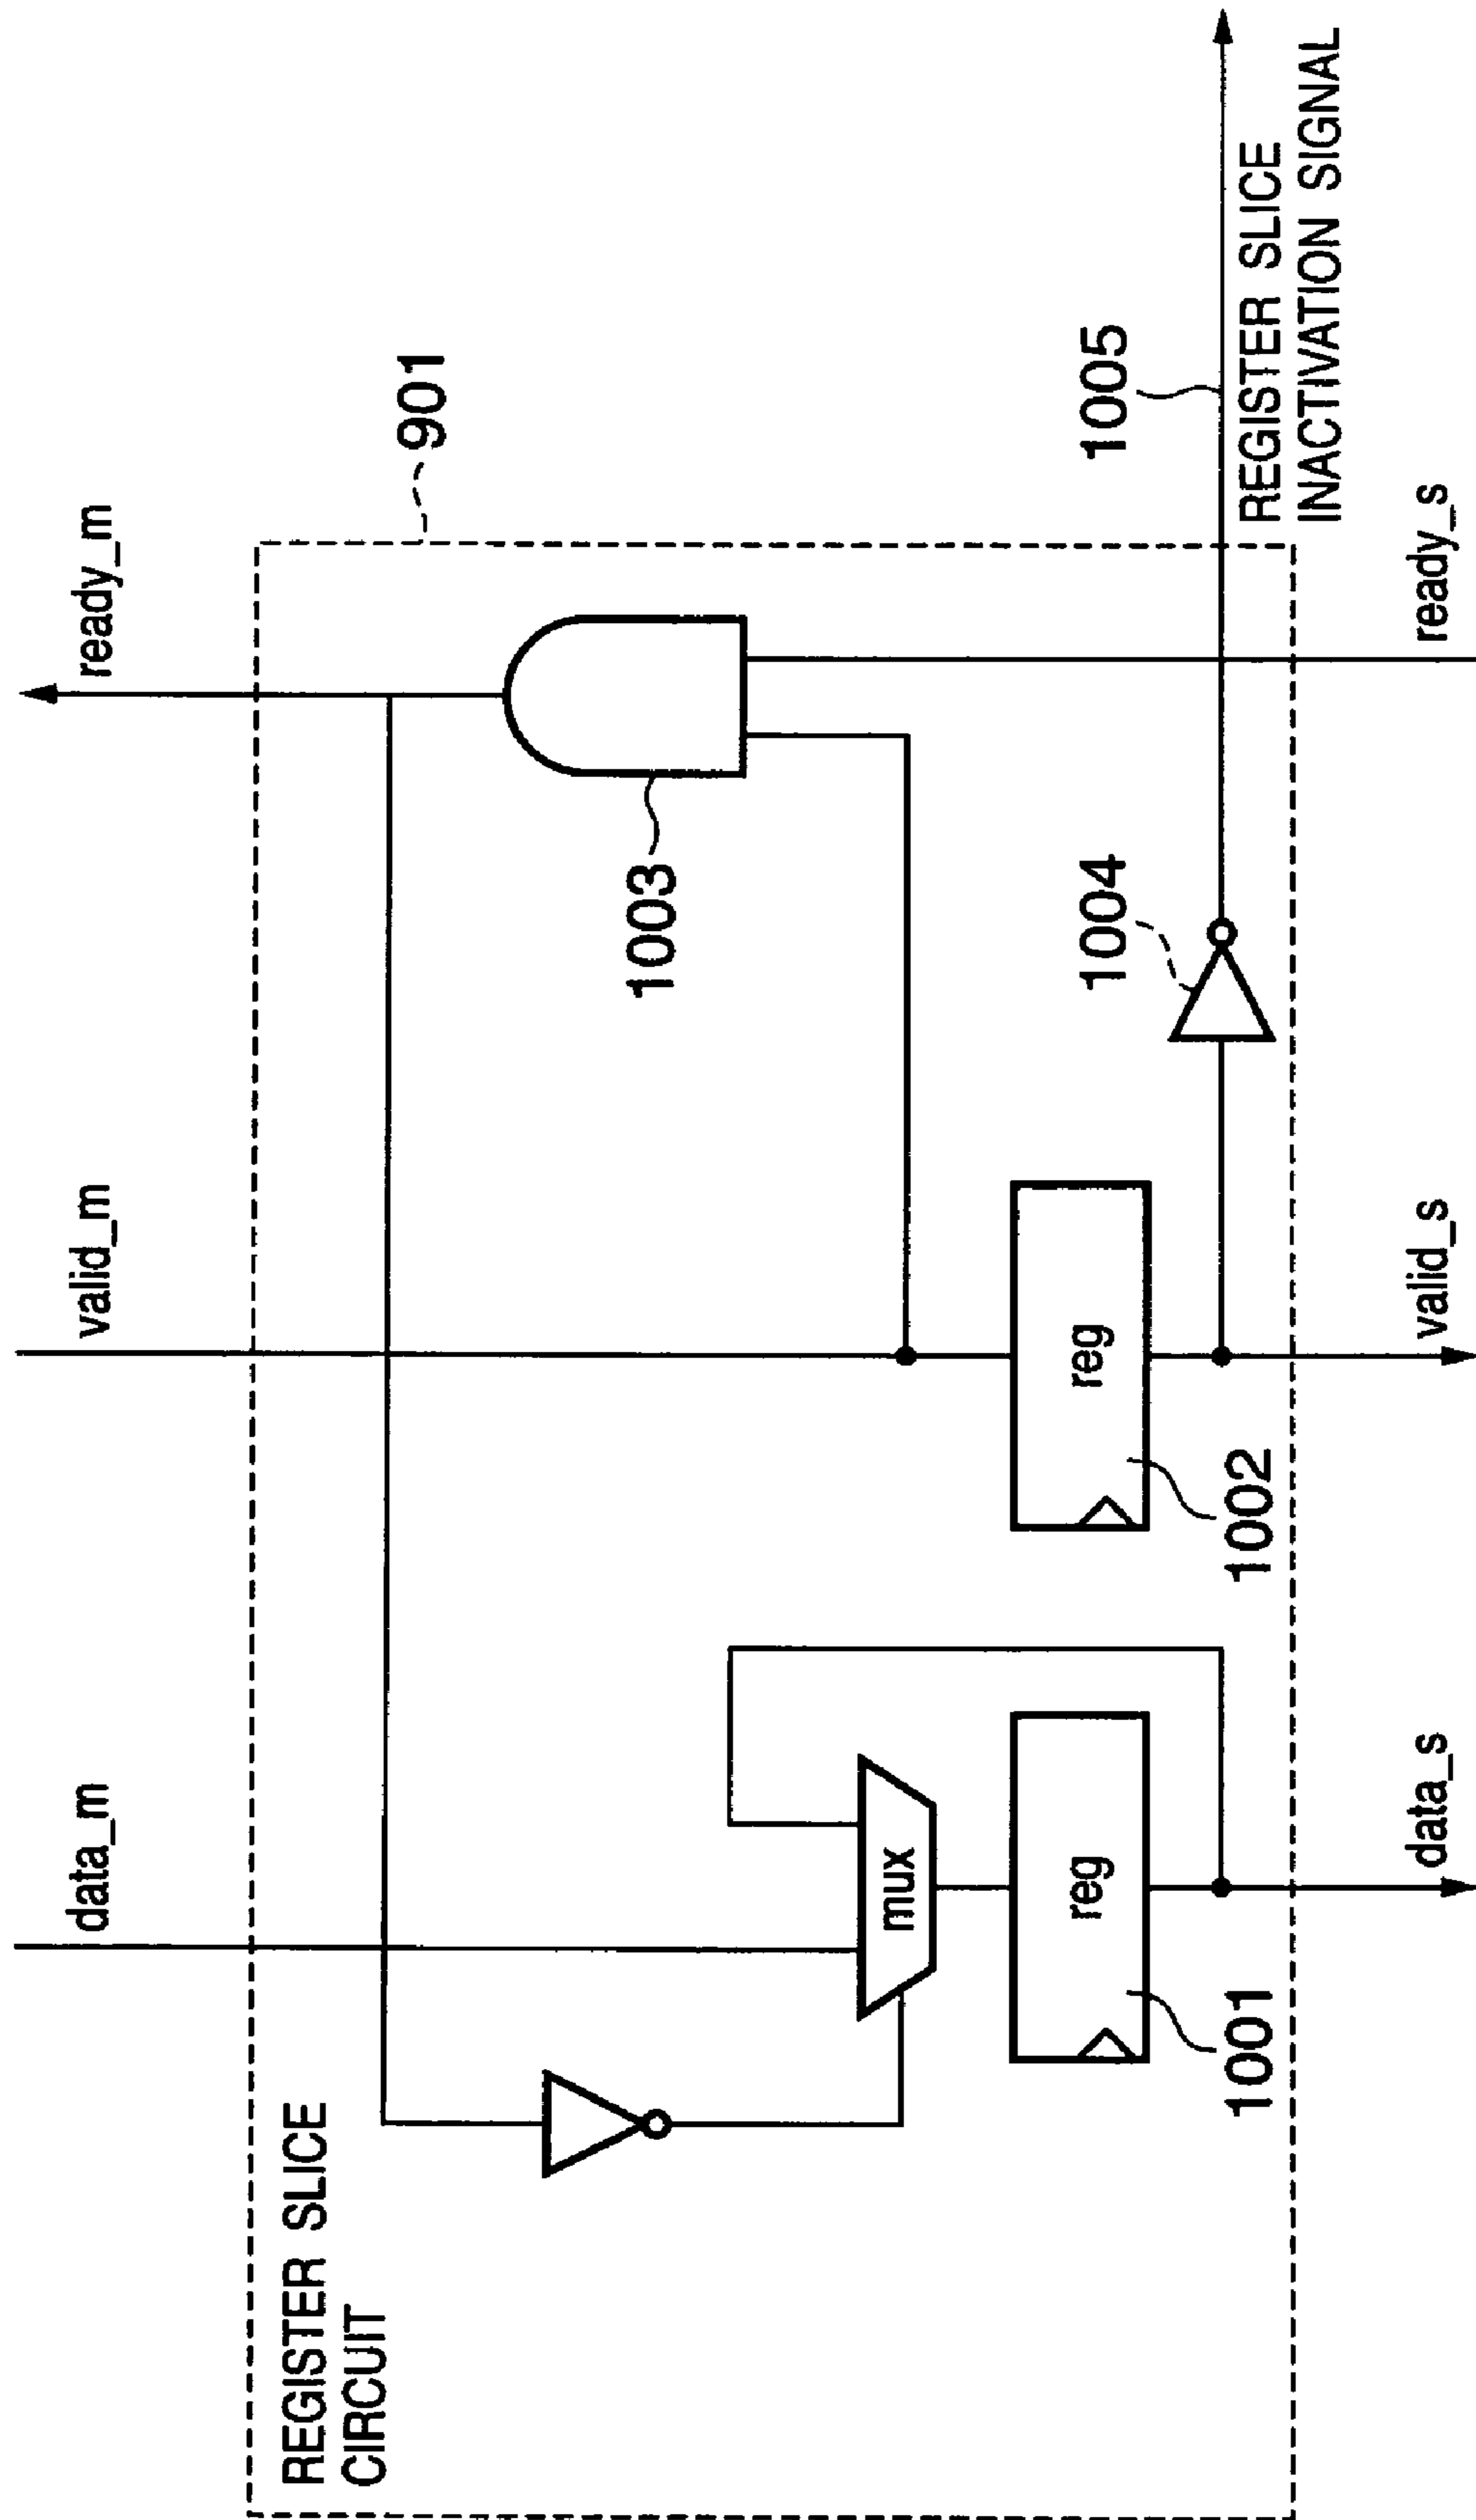 REGISTER SLICE
CIRCUIT
data_m
valid_m
ready_m
901
mux
1003
reg
reg
1001
1002
1004
1005
REGISTER SLICE
INACTIVATION SIGNAL
data_s
valid_s
ready_s